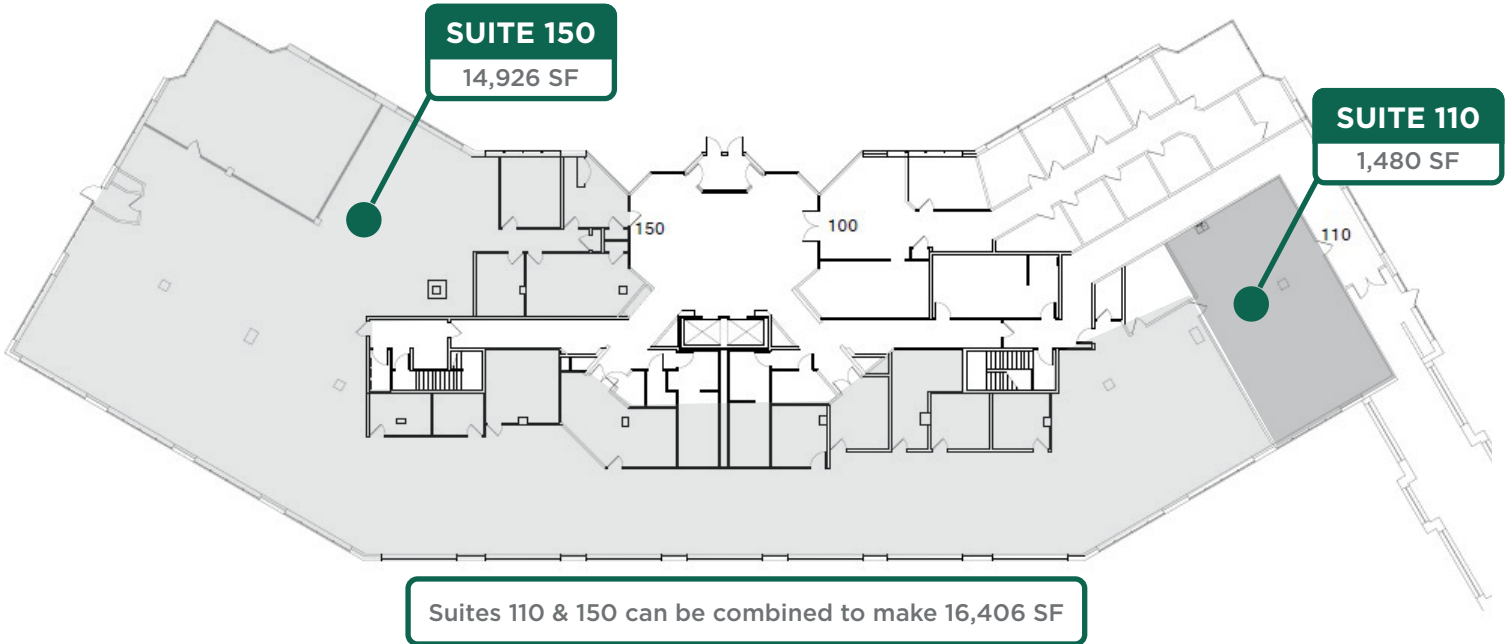 SUITE 150
14,926 SF
SUITE 110
1,480 SF
150
100
110
Suites 110 & 150 can be combined to make 16,406 SF